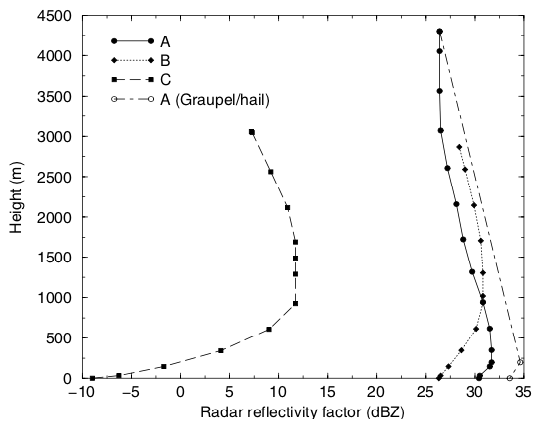 4500
4000
3500
3000
2500
2000
1500
1000
500
0
Height (m)
A
B
C
A (Graupel/hail)
−10 −5 0 5 10 15 20 25 30 35
Radar reflectivity factor (dBZ)